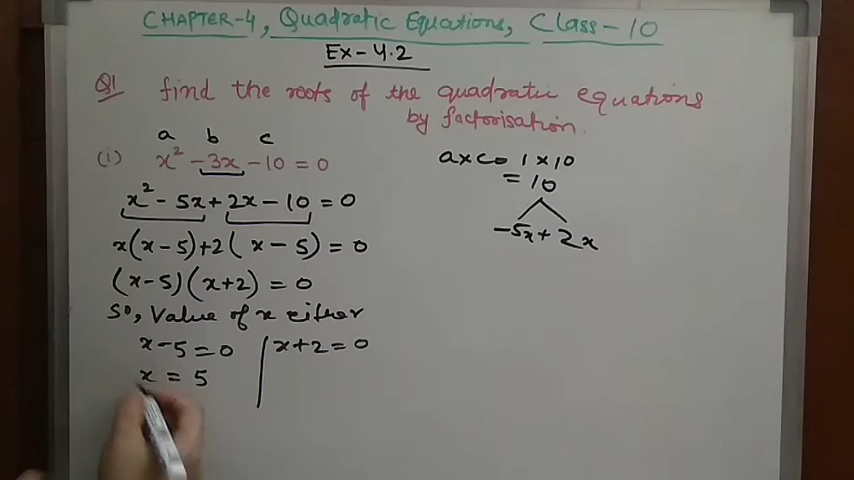 CHAPTER-4, Quadratic Equations, Class-10
Ex-4.2
Q1 find the roots of the quadratic equations
by factorisation.
a b c
(i) x² - 3x - 10 = 0
x² - 5x + 2x - 10 = 0
x(x-5)+2( x-5) = 0
(x-5)(x+2) = 0
So, Value of x either
x-5=0 | x+2=0
x = 5
a×c⇒ 1×10
= 10
-5x+2x